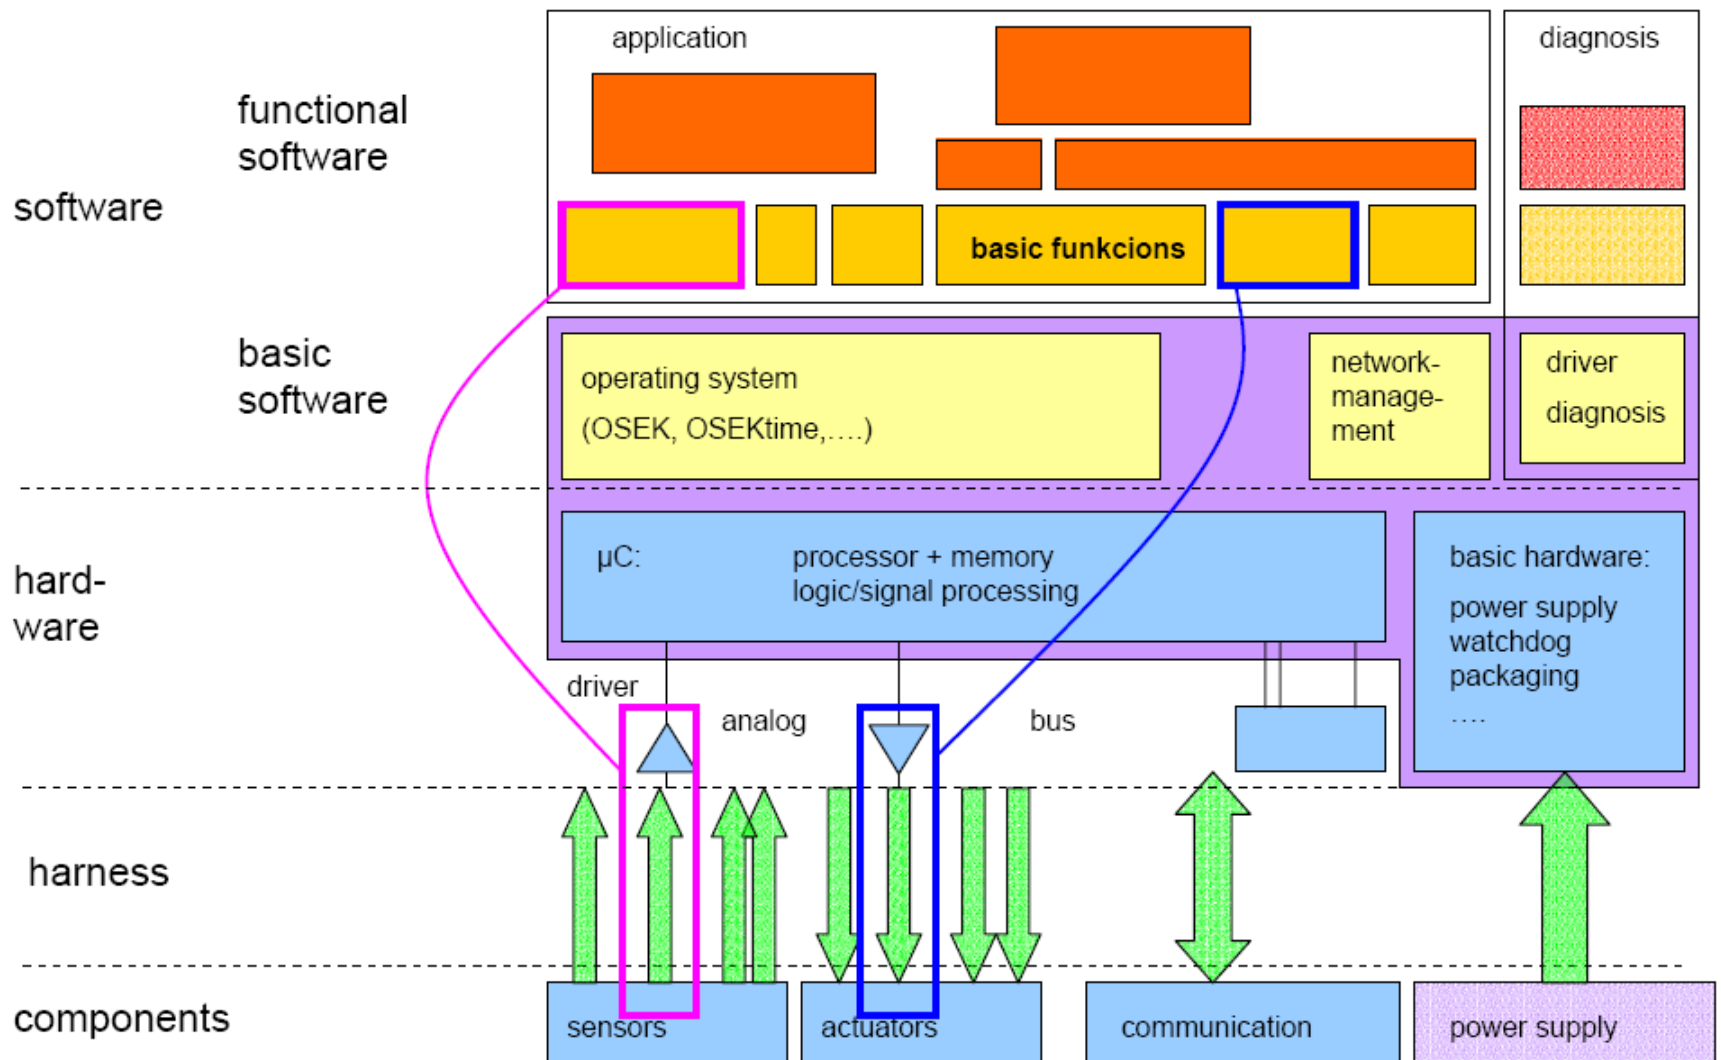 application
diagnosis
functional
software
software
basic funkcions
basic
software
operating system
(OSEK, OSEKtime,....)
network-
manage-
ment
driver
diagnosis
hard-
ware
µC:
processor + memory
logic/signal processing
basic hardware:
power supply
watchdog
packaging
....
driver
analog
bus
harness
components
sensors
actuators
communication
power supply